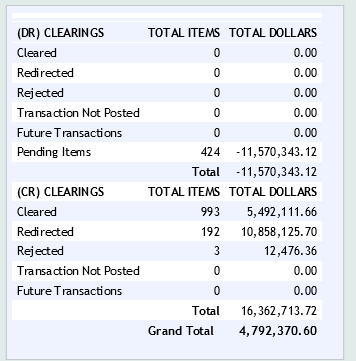 (DR) CLEARINGS TOTAL ITEMS TOTAL DOLLARS
Cleared 0 0.00
Redirected 0 0.00
Rejected 0 0.00
Transaction Not Posted 0 0.00
Future Transactions 0 0.00
Pending Items 424 -11,570,343.12
Total -11,570,343.12
(CR) CLEARINGS TOTAL ITEMS TOTAL DOLLARS
Cleared 993 5,492,111.66
Redirected 192 10,858,125.70
Rejected 3 12,476.36
Transaction Not Posted 0 0.00
Future Transactions 0 0.00
Total 16,362,713.72
Grand Total 4,792,370.60